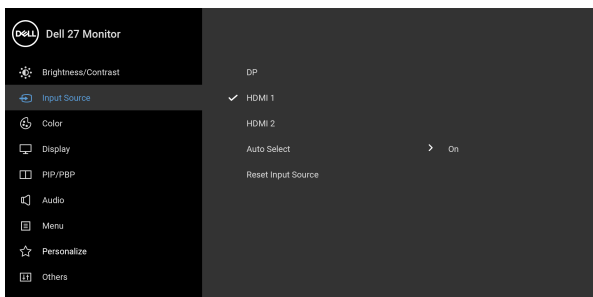 DELL Dell 27 Monitor
Brightness/Contrast
DP
Input Source
HDMI 1
Color
HDMI 2
Display
Auto Select
On
PIP/PBP
Reset Input Source
Audio
Menu
Personalize
Others